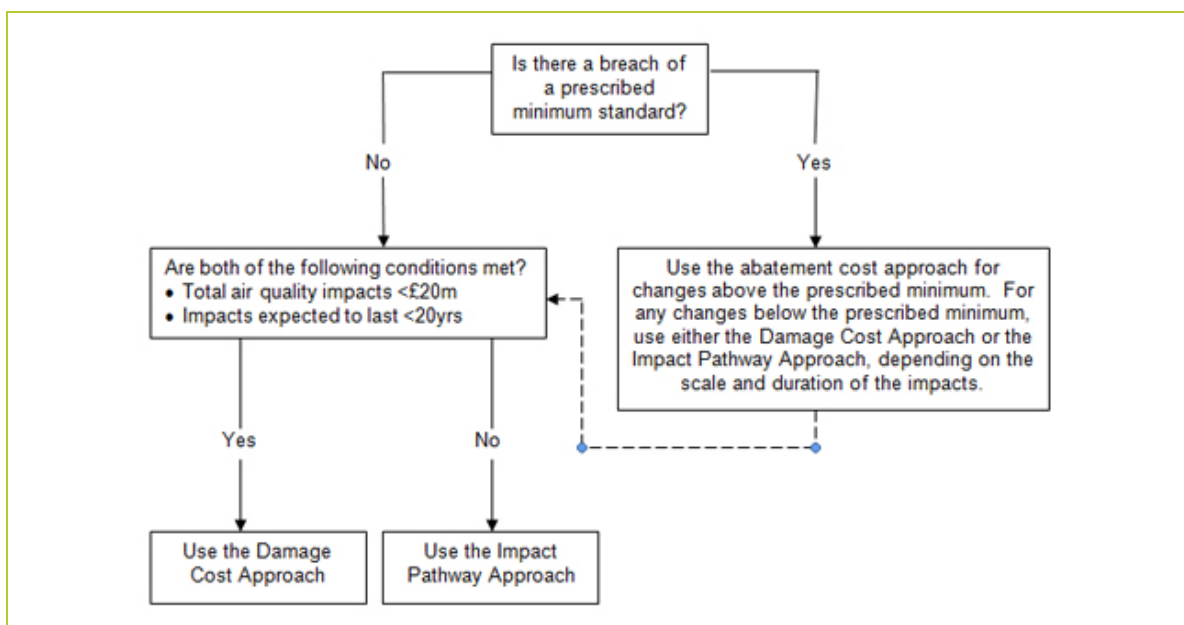 Is there a breach of
a prescribed
minimum standard?
No
Yes
Are both of the following conditions met?
• Total air quality impacts <£20m
• Impacts expected to last <20yrs
Use the abatement cost approach for
changes above the prescribed minimum. For
any changes below the prescribed minimum,
use either the Damage Cost Approach or the
Impact Pathway Approach, depending on the
scale and duration of the impacts.
Yes
No
Use the Damage
Cost Approach
Use the Impact
Pathway Approach